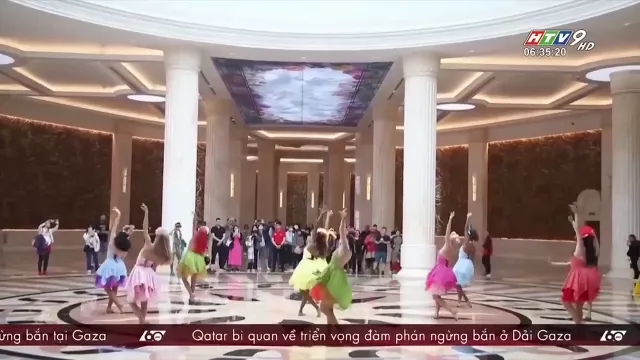 HTV9 HD
06:35:20
ừng bắn tại Gaza 60 Qatar bi quan về triển vọng đàm phán ngừng bắn ở Dải Gaza